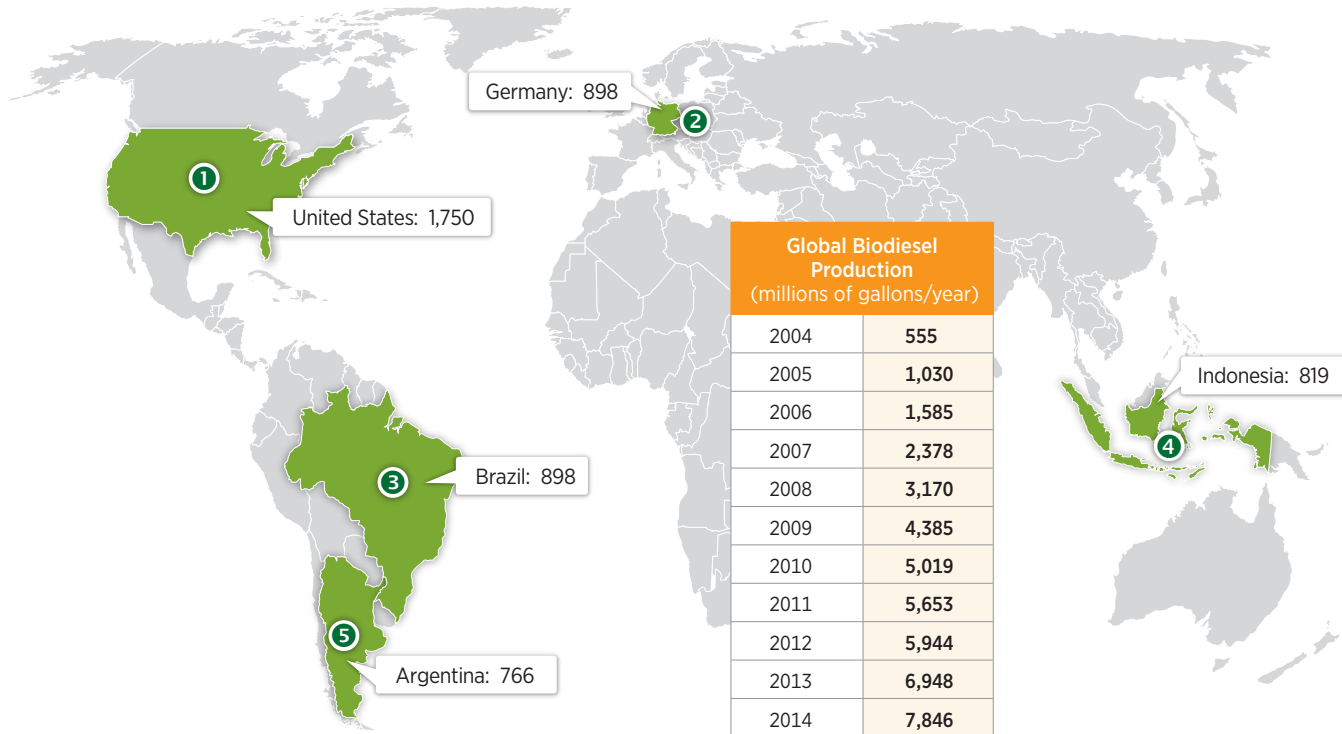 Germany: 898
2
1
United States: 1,750
Global Biodiesel
Production
(millions of gallons/year)
2004 555
2005 1,030
2006 1,585
2007 2,378
2008 3,170
2009 4,385
2010 5,019
2011 5,653
2012 5,944
2013 6,948
2014 7,846
Indonesia: 819
4
3
Brazil: 898
5
Argentina: 766